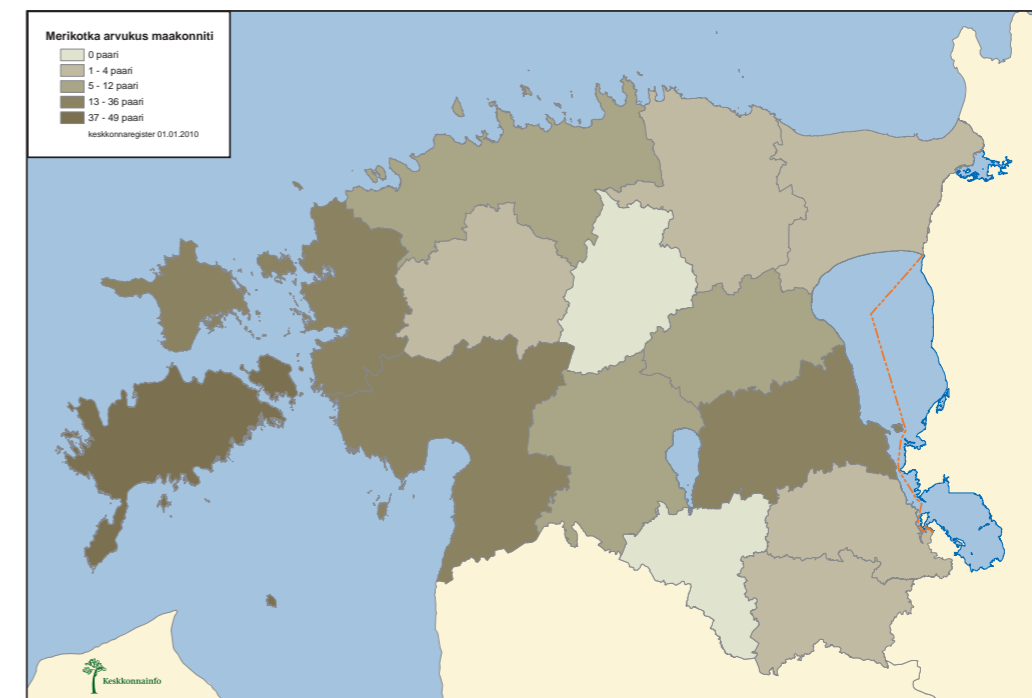 Merikotka arvukus maakonniti
0 paari
1 - 4 paari
5 - 12 paari
13 - 36 paari
37 - 49 paari
keskkonnaregister 01.01.2010
Keskkonnainfo